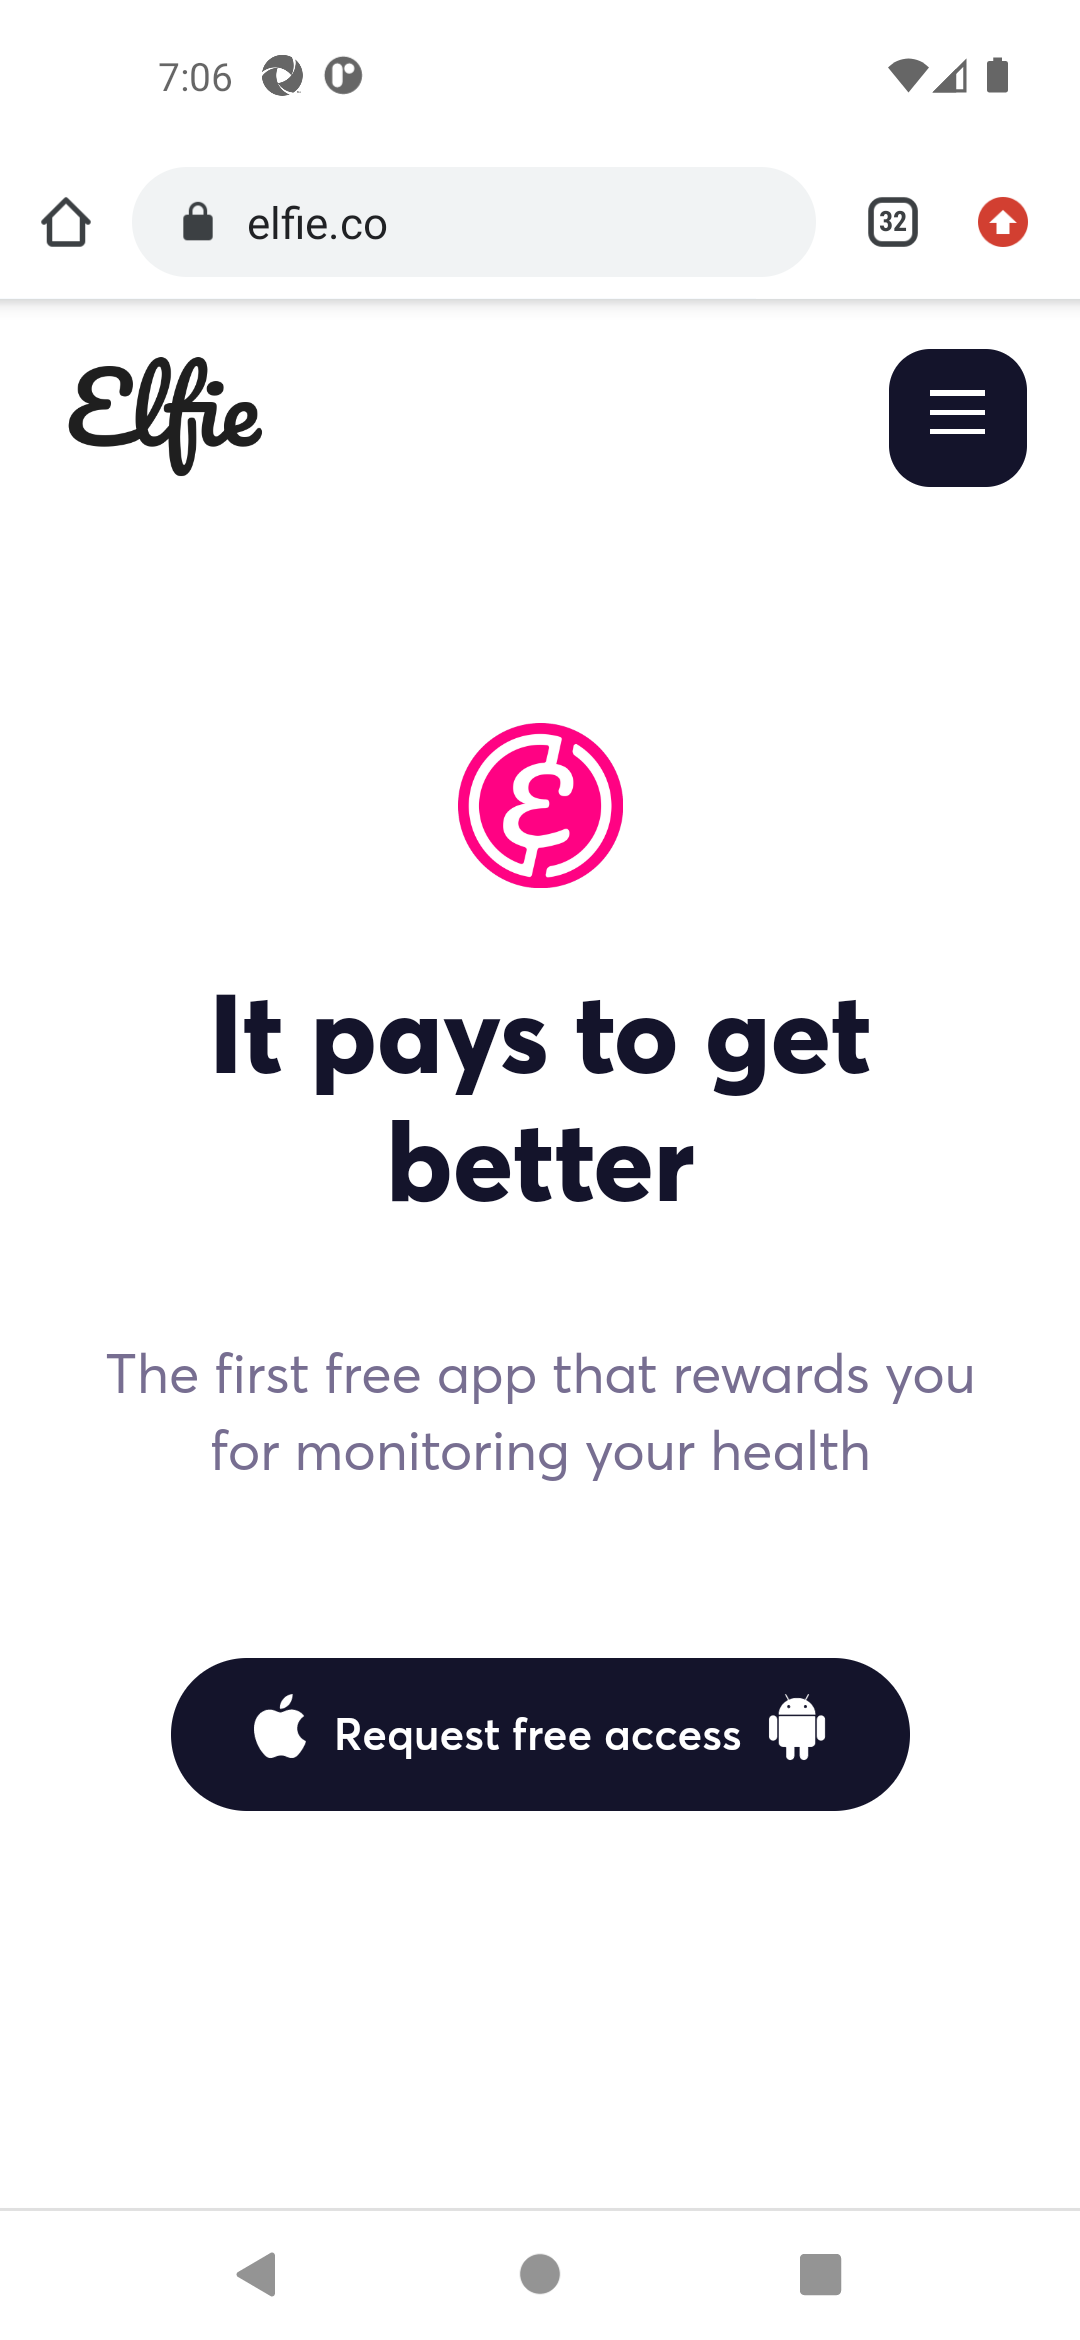 7:06
elfie.co
32
Elfie
It pays to get
better
The first free app that rewards you
for monitoring your health
Request free access